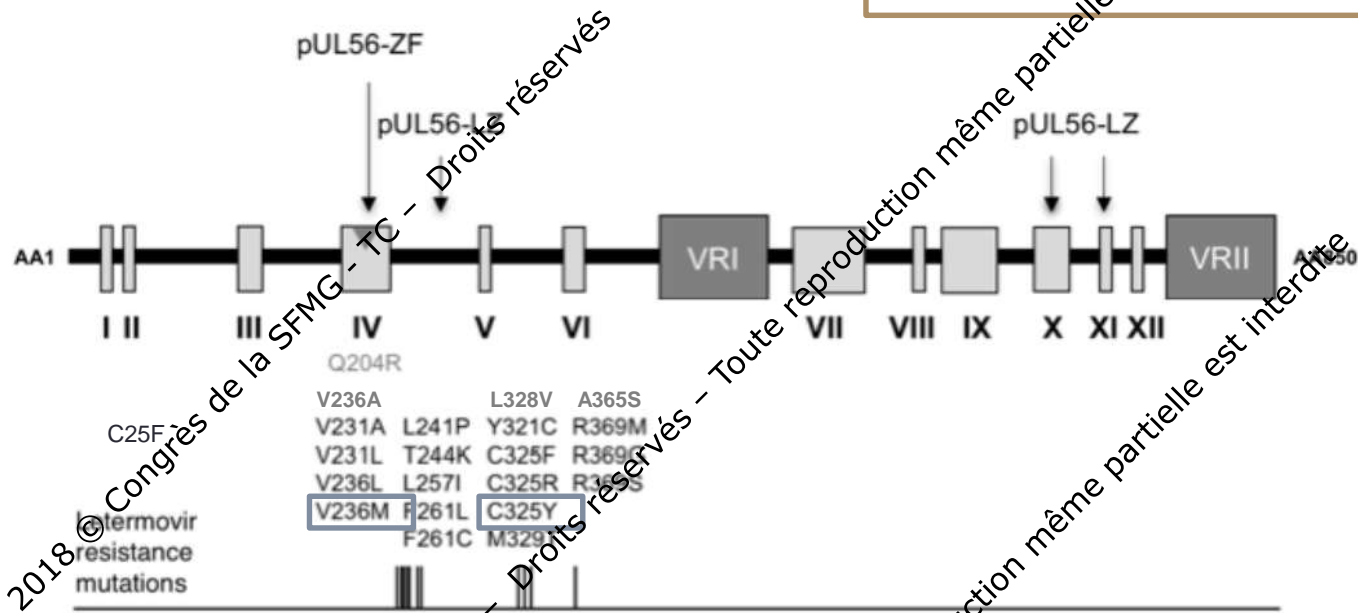 pUL56-ZF
pUL56-LZ
pUL56-LZ
AA1 VRI VRII
I II III IV V VI VII VIII IX X XI XII
Q204R
V236A L328V A365S
V231A L241P Y321C R369M
C25F
V231L T244K C325F
V236L L257I C325R
V236M F261L C325Y
F261C
Letermovir
resistance
mutations
2018 © Congrès de la SFMG - TC – Droits réservés
– Droits réservés – Toute reproduction même partielle
même partielle est interdite